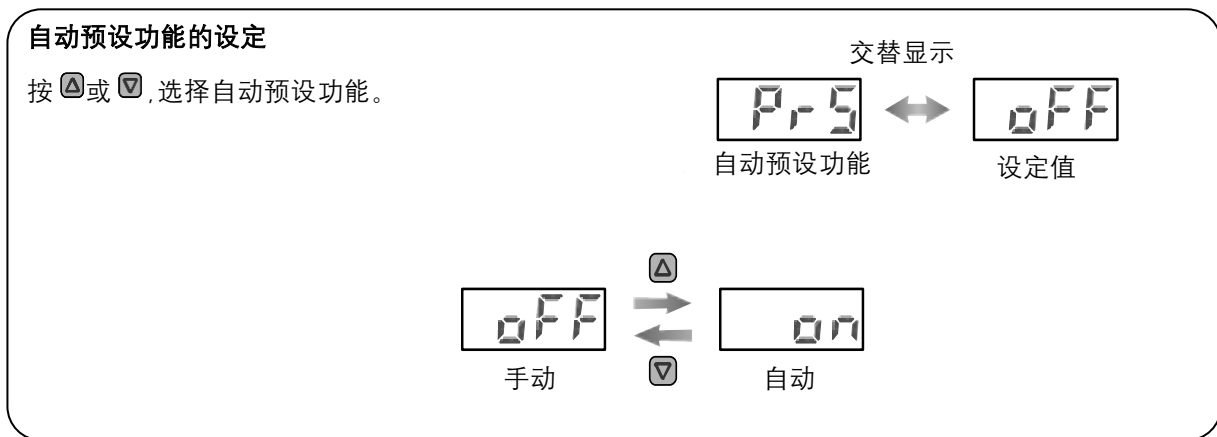 自动预设功能的设定
按 △ 或 ▽ ,选择自动预设功能。
交替显示
PrS oFF
自动预设功能 设定值
oFF on
手动 自动